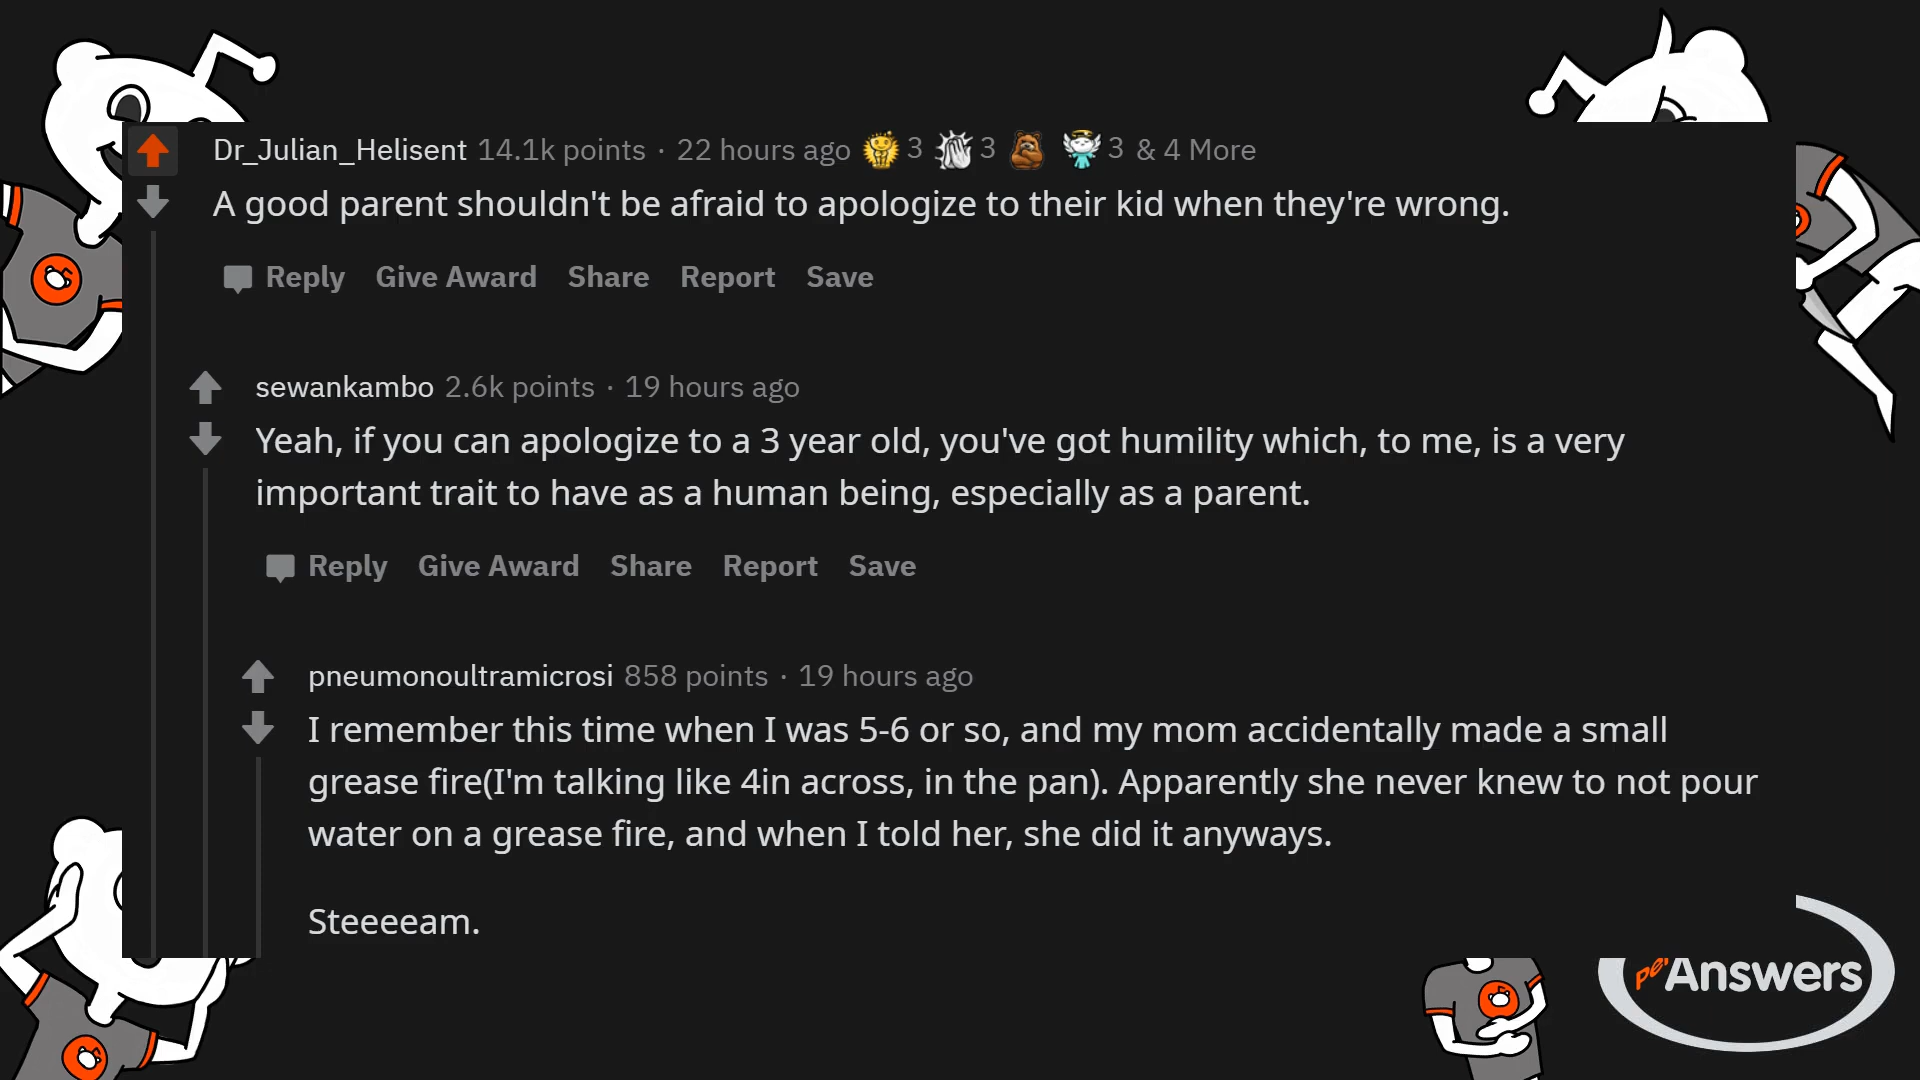 Dr_Julian_Helisent 14.1k points · 22 hours ago 3 3 3 & 4 More
A good parent shouldn't be afraid to apologize to their kid when they're wrong.
Reply Give Award Share Report Save
sewankambo 2.6k points · 19 hours ago
Yeah, if you can apologize to a 3 year old, you've got humility which, to me, is a very
important trait to have as a human being, especially as a parent.
Reply Give Award Share Report Save
pneumonoultramicrosi 858 points · 19 hours ago
I remember this time when I was 5-6 or so, and my mom accidentally made a small
grease fire(I'm talking like 4in across, in the pan). Apparently she never knew to not pour
water on a grease fire, and when I told her, she did it anyways.
Steeeeam.
Answers